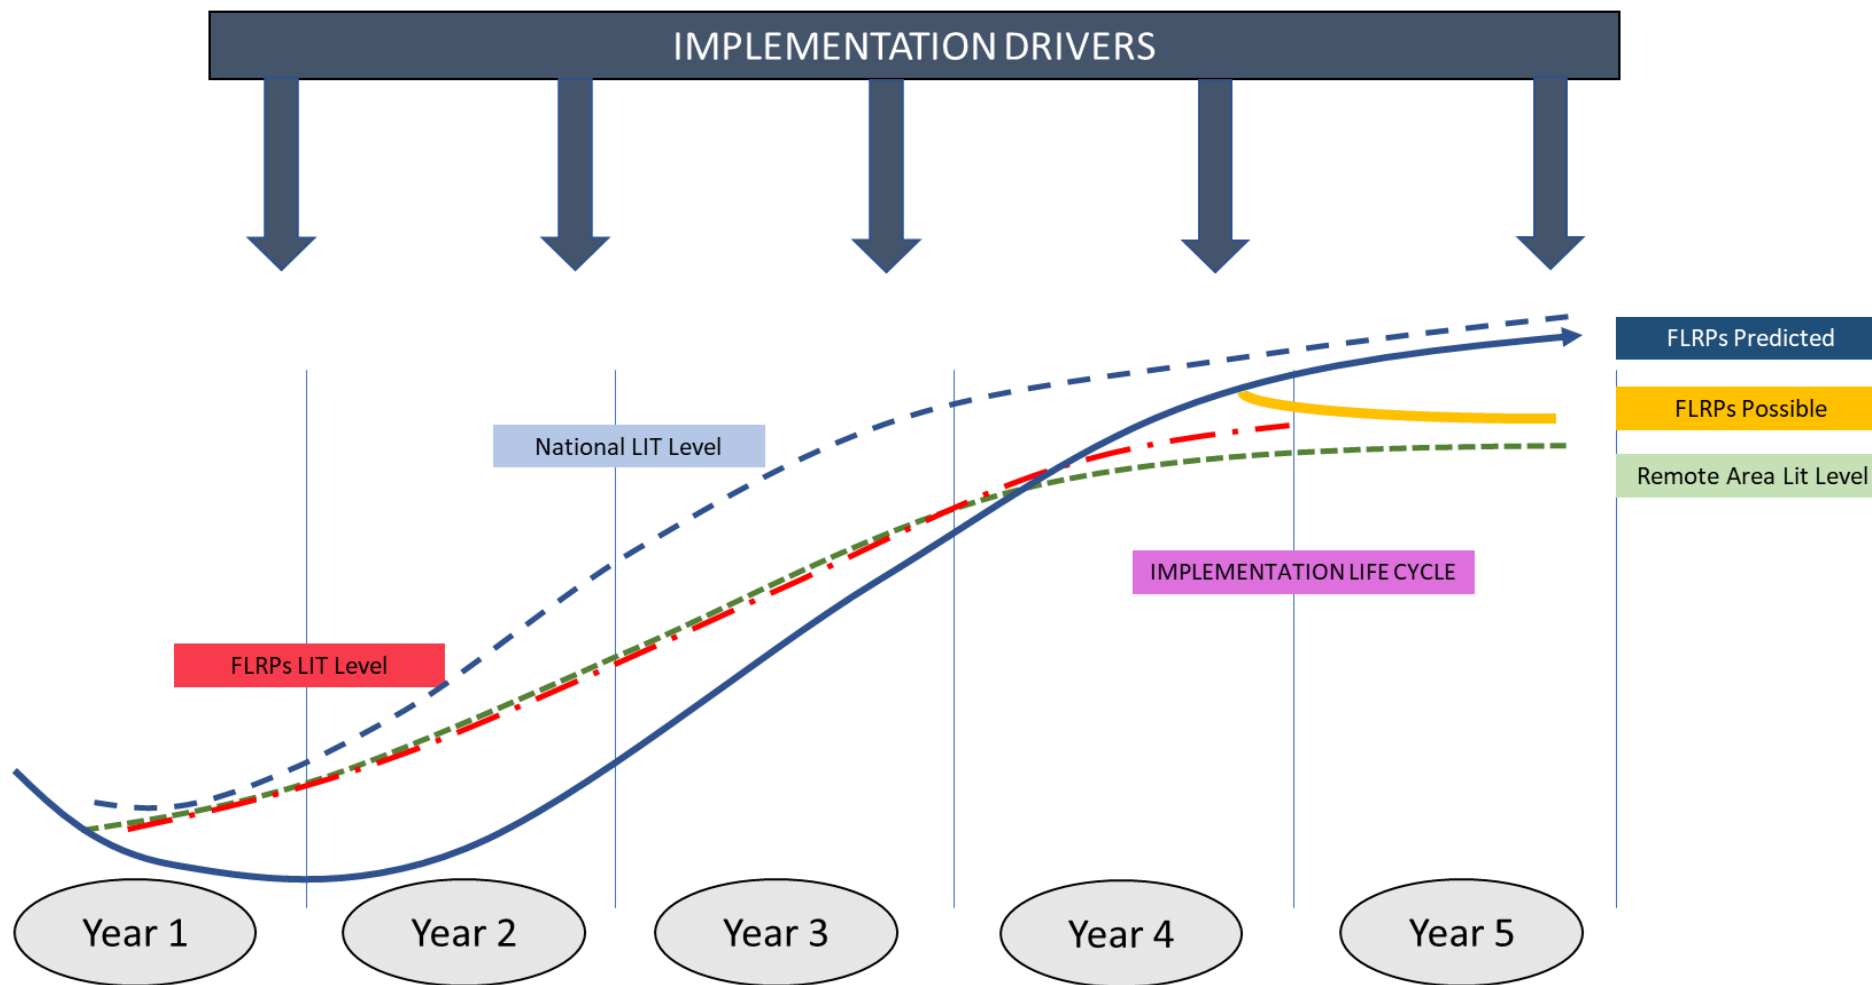 IMPLEMENTATION DRIVERS
FLRPs Predicted
FLRPs Possible
National LIT Level
Remote Area Lit Level
IMPLEMENTATION LIFE CYCLE
FLRPs LIT Level
Year 1
Year 2
Year 3
Year 4
Year 5